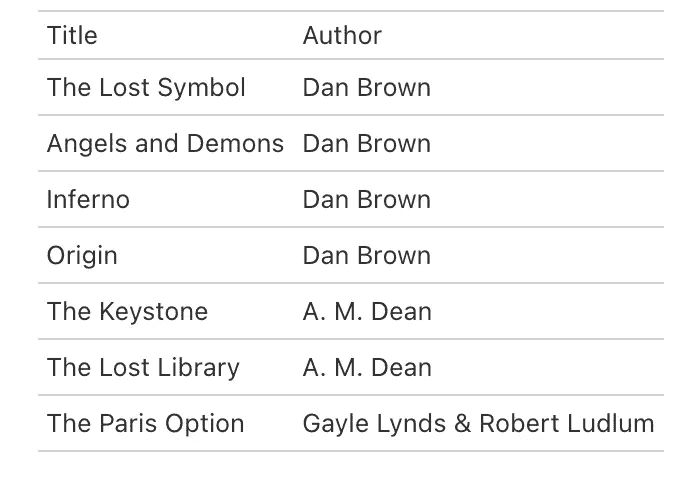 Title Author
The Lost Symbol Dan Brown
Angels and Demons Dan Brown
Inferno Dan Brown
Origin Dan Brown
The Keystone A. M. Dean
The Lost Library A. M. Dean
The Paris Option Gayle Lynds & Robert Ludlum